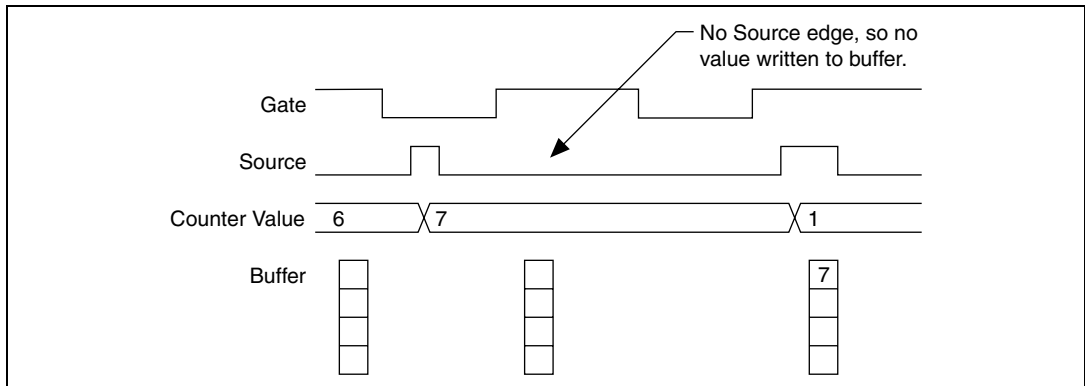 No Source edge, so no
value written to buffer.
Gate
Source
Counter Value 6 7 1
Buffer 7